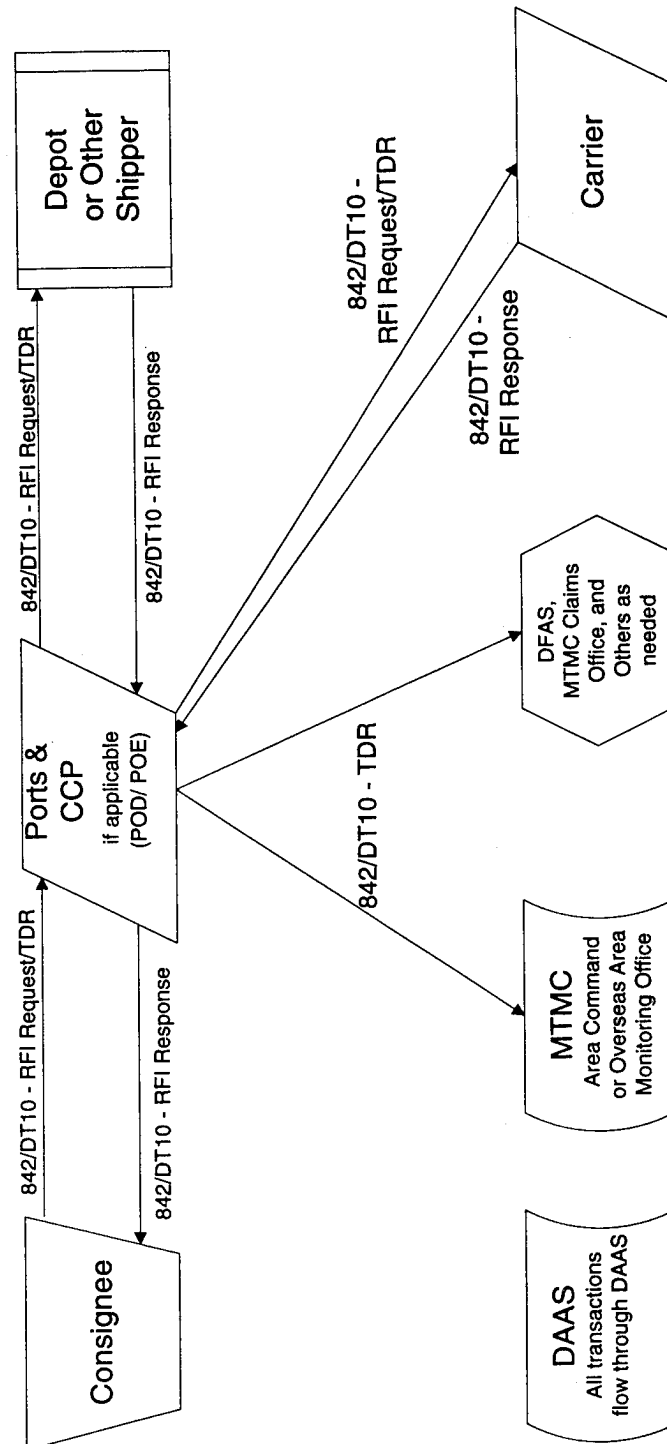 Consignee
842/DT10 - RFI Request/TDR
842/DT10 - RFI Response
Ports &
CCP
if applicable
(POD/ POE)
842/DT10 - RFI Request/TDR
842/DT10 - RFI Response
Depot
or Other
Shipper
842/DT10 - TDR
842/DT10 -
RFI Request/TDR
842/DT10 -
RFI Response
DAAS
All transactions
flow through DAAS
MTMC
Area Command
or Overseas Area
Monitoring Office
DFAS,
MTMC Claims
Office, and
Others as
needed
Carrier